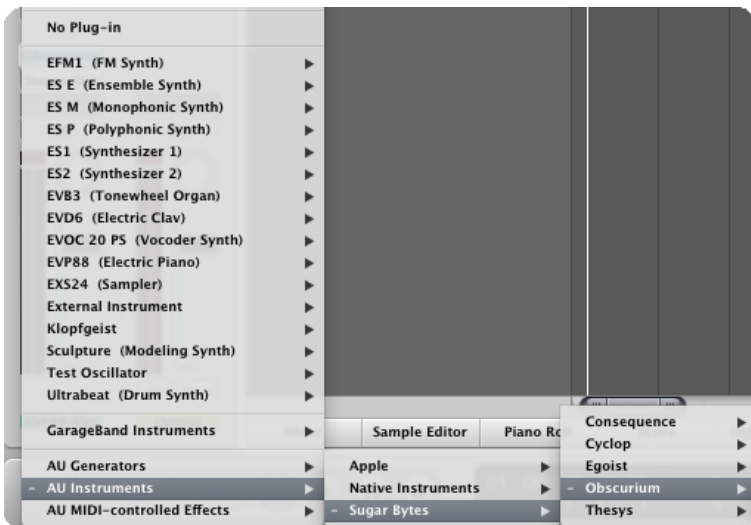 No Plug-in
EFM1 (FM Synth)
ES E (Ensemble Synth)
ES M (Monophonic Synth)
ES P (Polyphonic Synth)
ES1 (Synthesizer 1)
ES2 (Synthesizer 2)
EVB3 (Tonewheel Organ)
EVD6 (Electric Clav)
EVOC 20 PS (Vocoder Synth)
EVP88 (Electric Piano)
EXS24 (Sampler)
External Instrument
Klopfgeist
Sculpture (Modeling Synth)
Test Oscillator
Ultrabeat (Drum Synth)
GarageBand Instruments
AU Generators
- AU Instruments
AU MIDI-controlled Effects
Sample Editor
Piano Ro
Apple
Native Instruments
- Sugar Bytes
Consequence
Cyclop
Egoist
- Obscurium
Thesys